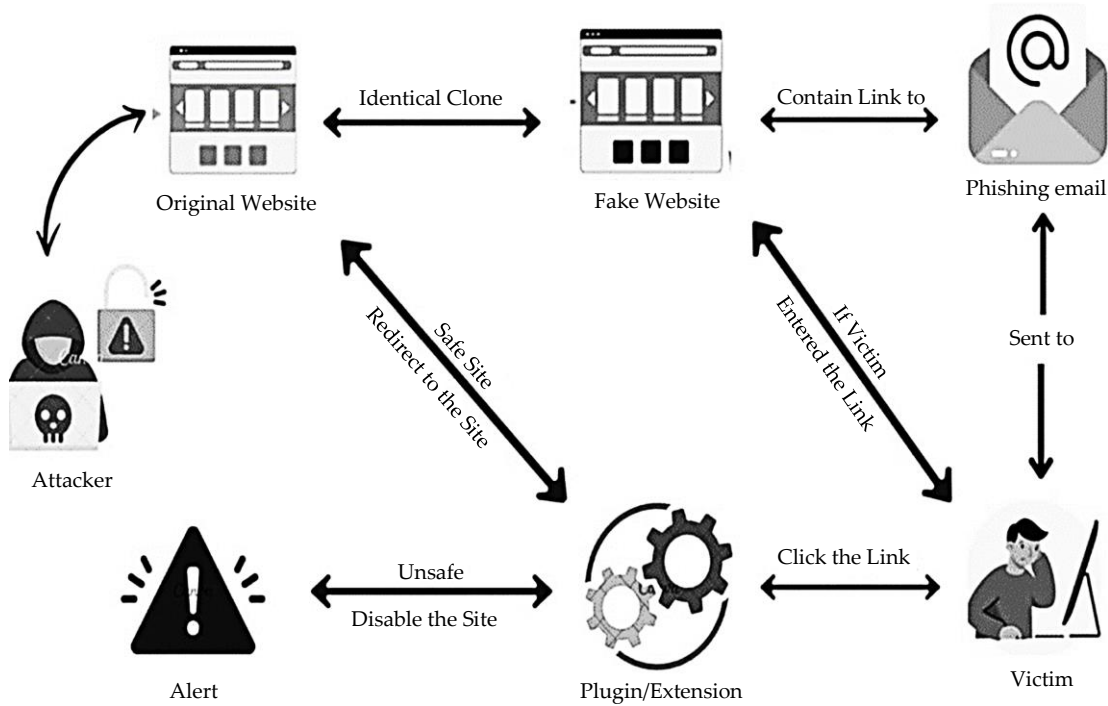 Identical Clone
Contain Link to
Original Website
Fake Website
Phishing email
Safe Site
Redirect to the Site
If Victim
Entered the Link
Sent to
Attacker
Unsafe
Disable the Site
Click the Link
Alert
Plugin/Extension
Victim